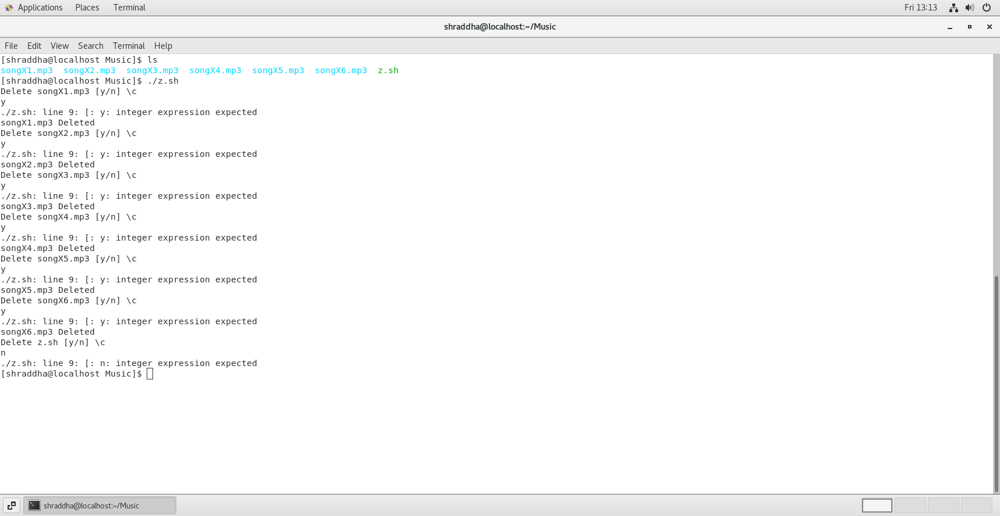 Applications Places Terminal Fri 13:13
shraddha@localhost:~/Music
File Edit View Search Terminal Help
[shraddha@localhost Music]$ ls
songX1.mp3  songX2.mp3  songX3.mp3  songX4.mp3  songX5.mp3  songX6.mp3  z.sh
[shraddha@localhost Music]$ ./z.sh
Delete songX1.mp3 [y/n] \c
y
./z.sh: line 9: [: y: integer expression expected
songX1.mp3 Deleted
Delete songX2.mp3 [y/n] \c
y
./z.sh: line 9: [: y: integer expression expected
songX2.mp3 Deleted
Delete songX3.mp3 [y/n] \c
y
./z.sh: line 9: [: y: integer expression expected
songX3.mp3 Deleted
Delete songX4.mp3 [y/n] \c
y
./z.sh: line 9: [: y: integer expression expected
songX4.mp3 Deleted
Delete songX5.mp3 [y/n] \c
y
./z.sh: line 9: [: y: integer expression expected
songX5.mp3 Deleted
Delete songX6.mp3 [y/n] \c
y
./z.sh: line 9: [: y: integer expression expected
songX6.mp3 Deleted
Delete z.sh [y/n] \c
n
./z.sh: line 9: [: n: integer expression expected
[shraddha@localhost Music]$
shraddha@localhost:~/Music